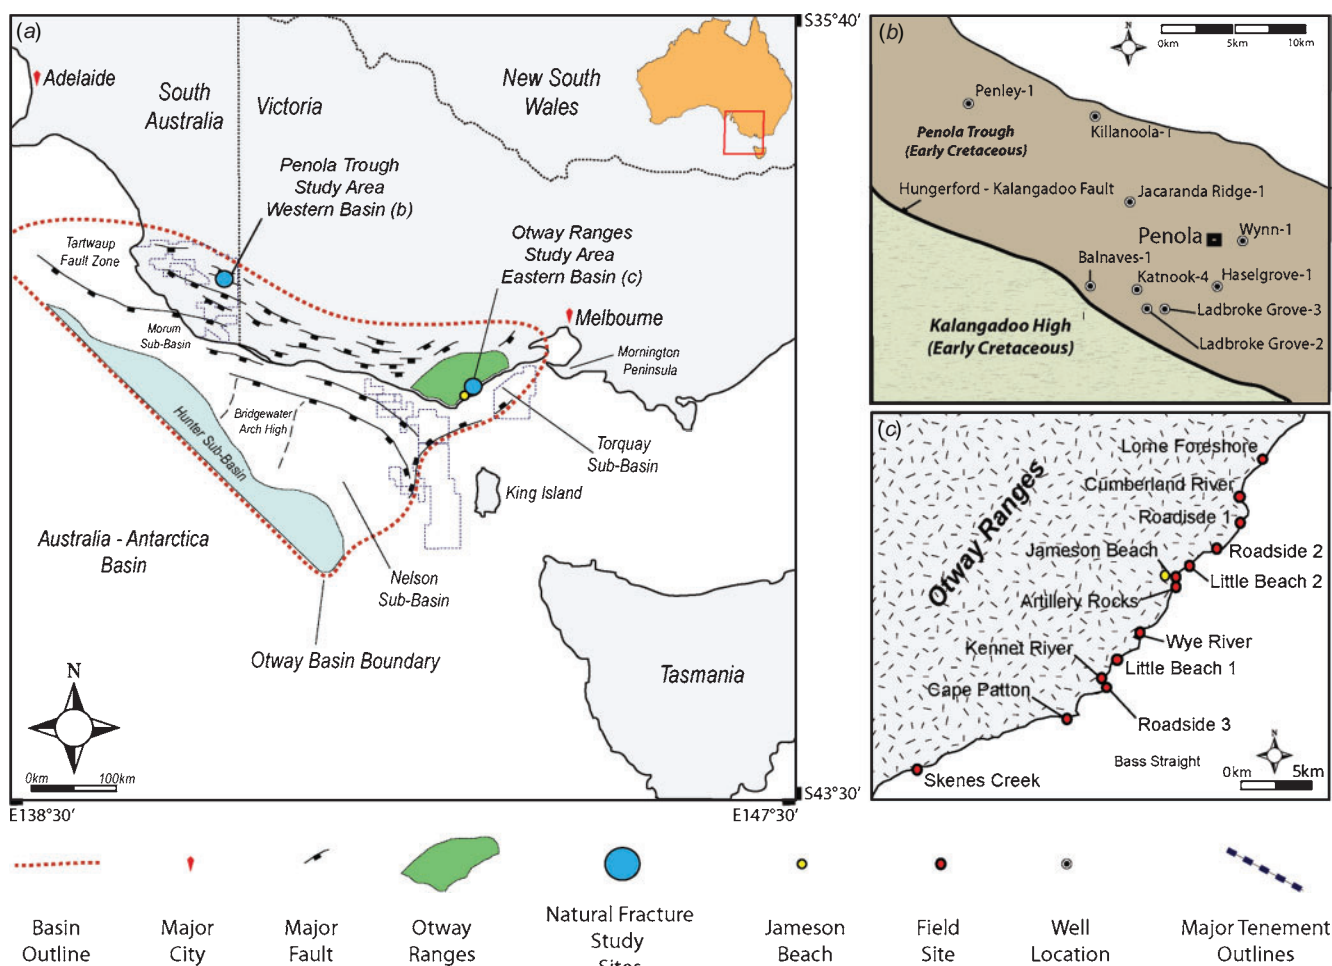 (a)
S35°40'
Adelaide
South
Australia
Victoria
New South
Wales
Penola Trough
Study Area
Western Basin (b)
Otway Ranges
Study Area
Eastern Basin (c)
Tartwaup
Fault Zone
Melbourne
Morum
Sub-Basin
Mornington
Peninsula
Bridgewater
Arch High
Hunter Sub-Basin
Torquay
Sub-Basin
King Island
Australia - Antarctica
Basin
Nelson
Sub-Basin
Otway Basin Boundary
Tasmania
N
0km 100km
S43°30'
E138°30'
E147°30'
(b)
N
0km 5km 10km
Penley-1
Killanoola-1
Penola Trough
(Early Cretaceous)
Hungerford - Kalangadoo Fault
Jacaranda Ridge-1
Penola
Wynn-1
Balnaves-1
Katnook-4
Haselgrove-1
Ladbroke Grove-3
Ladbroke Grove-2
Kalangadoo High
(Early Cretaceous)
(c)
Otway Ranges
Lorne Foreshore
Cumberland River
Roadisde 1
Roadside 2
Jameson Beach
Little Beach 2
Artillery Rocks
Wye River
Kennet River
Little Beach 1
Cape Patton
Roadside 3
Skenes Creek
Bass Straight
N
0km 5km
Basin
Outline
Major
City
Major
Fault
Otway
Ranges
Natural Fracture
Study
Sites
Jameson
Beach
Field
Site
Well
Location
Major Tenement
Outlines